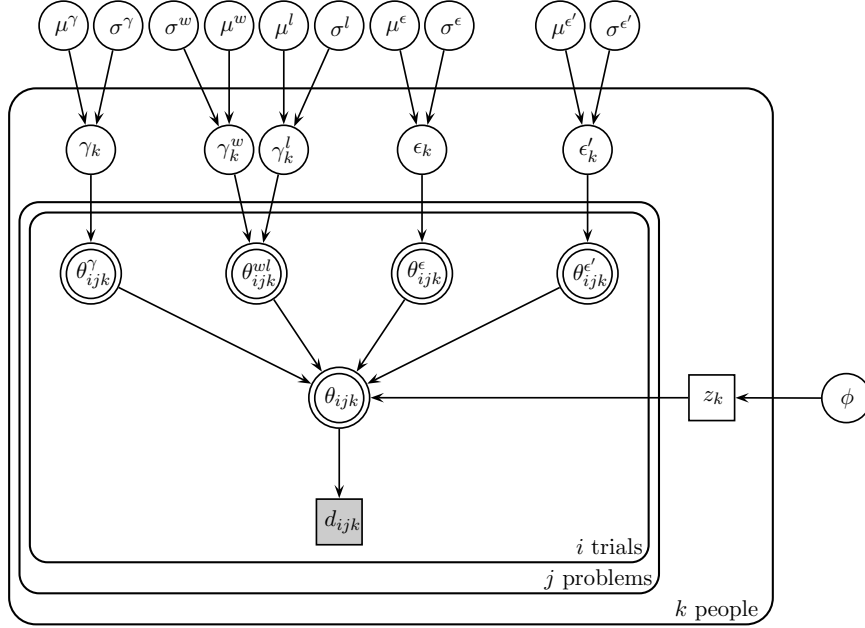 μ^γ σ^γ σ^w μ^w μ^l σ^l μ^ϵ σ^ϵ μ^ϵ′ σ^ϵ′
γ_k γ_k^w γ_k^l ϵ_k ϵ′_k
θ_ijk^γ θ_ijk^wl θ_ijk^ϵ θ_ijk^ϵ′
θ_ijk z_k ϕ
d_ijk
i trials
j problems
k people